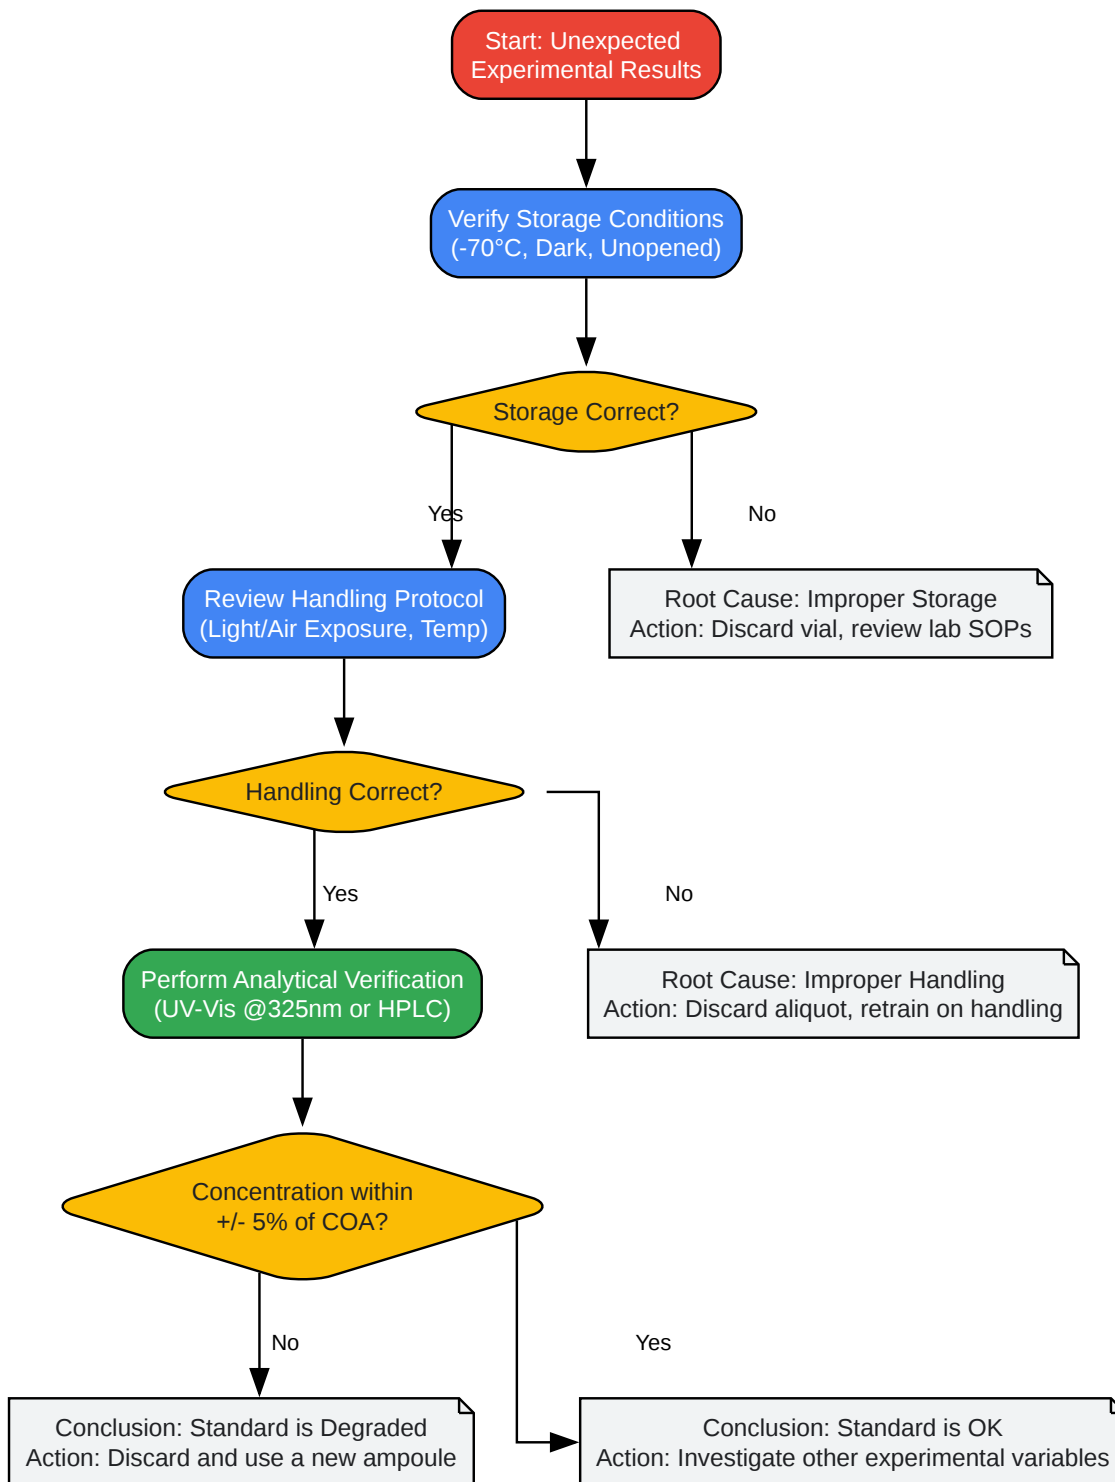 Start: Unexpected
Experimental Results
Verify Storage Conditions
(-70°C, Dark, Unopened)
Storage Correct?
Yes
No
Review Handling Protocol
(Light/Air Exposure, Temp)
Root Cause: Improper Storage
Action: Discard vial, review lab SOPs
Handling Correct?
Yes
No
Perform Analytical Verification
(UV-Vis @325nm or HPLC)
Root Cause: Improper Handling
Action: Discard aliquot, retrain on handling
Concentration within
+/- 5% of COA?
No
Yes
Conclusion: Standard is Degraded
Action: Discard and use a new ampoule
Conclusion: Standard is OK
Action: Investigate other experimental variables